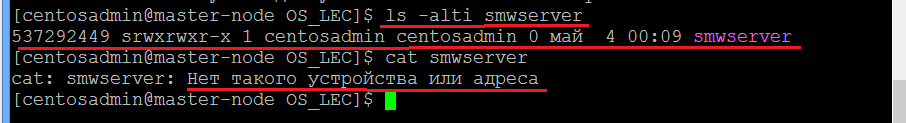 [centosadmin@master-node OS_LEC]$ ls -alti smwserver
537292449 srwxrwxr-x 1 centosadmin centosadmin 0 май  4 00:09 smwserver
[centosadmin@master-node OS_LEC]$ cat smwserver
cat: smwserver: Нет такого устройства или адреса
[centosadmin@master-node OS_LEC]$